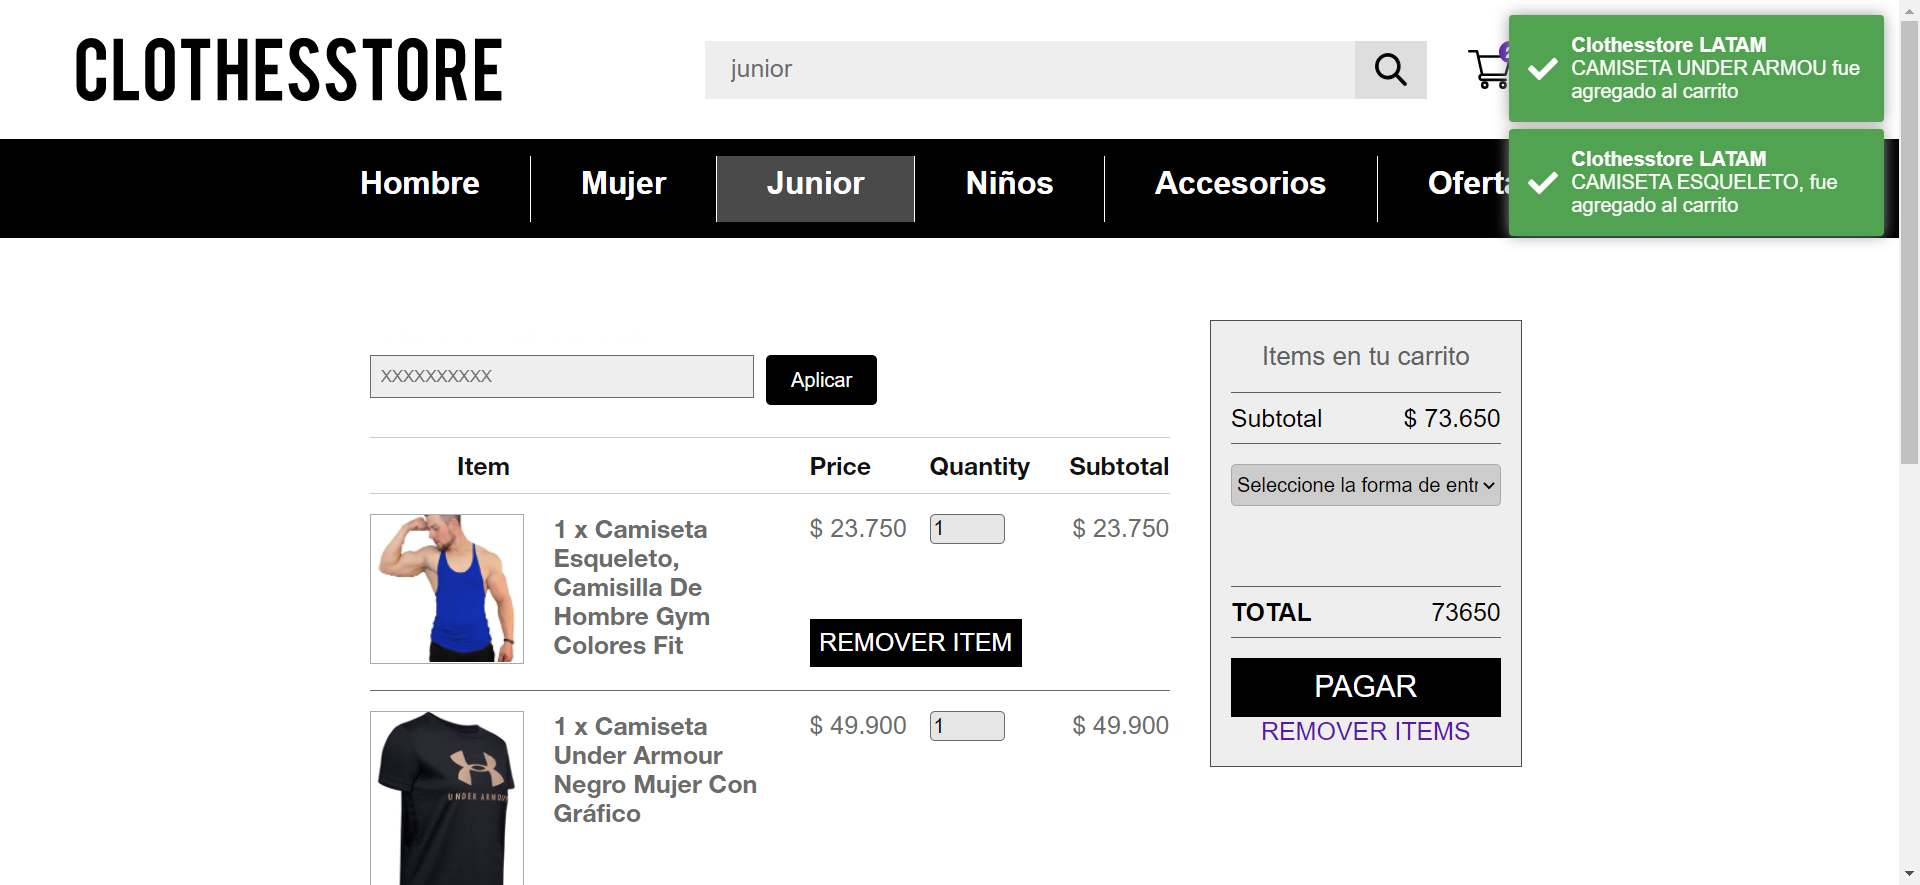 CLOTHESSTORE
junior
Clothesstore LATAM
CAMISETA UNDER ARMOU fue
agregado al carrito
Clothesstore LATAM
CAMISETA ESQUELETO, fue
agregado al carrito
Hombre
Mujer
Junior
Niños
Accesorios
Oferta
XXXXXXXXXX
Aplicar
Item Price Quantity Subtotal
1 x Camiseta
Esqueleto,
Camisilla De
Hombre Gym
Colores Fit
$ 23.750
1
$ 23.750
REMOVER ITEM
UNDER ARMOU
1 x Camiseta
Under Armour
Negro Mujer Con
Gráfico
$ 49.900
1
$ 49.900
Items en tu carrito
Subtotal $ 73.650
Seleccione la forma de entr
TOTAL 73650
PAGAR
REMOVER ITEMS